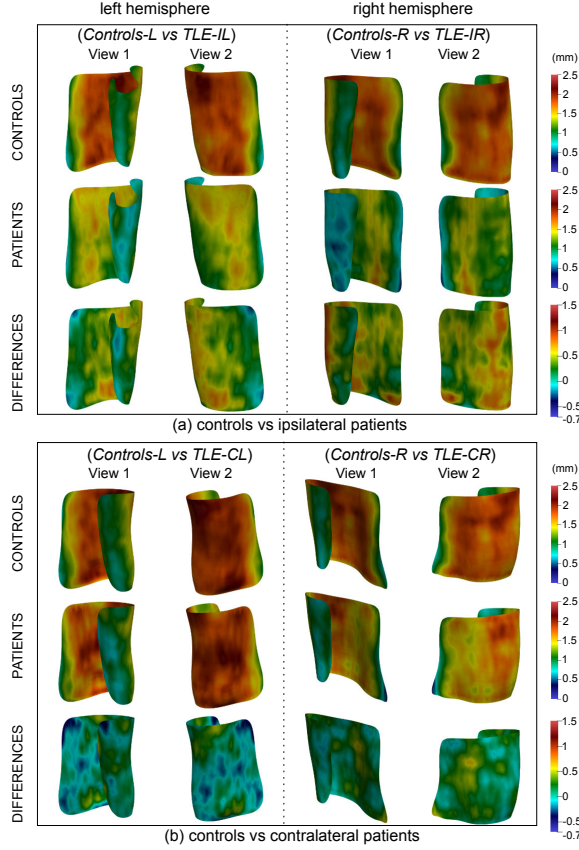 left hemisphere right hemisphere
(Controls-L vs TLE-IL) (Controls-R vs TLE-IR)
View 1 View 2 View 1 View 2
(mm)
CONTROLS
2.5
2
1.5
1
0.5
0
PATIENTS
2.5
2
1.5
1
0.5
0
DIFFERENCES
1.5
1
0.5
0
-0.5
-0.7
(a) controls vs ipsilateral patients
(Controls-L vs TLE-CL) (Controls-R vs TLE-CR)
View 1 View 2 View 1 View 2
(mm)
CONTROLS
2.5
2
1.5
1
0.5
0
PATIENTS
2.5
2
1.5
1
0.5
0
DIFFERENCES
1.5
1
0.5
0
-0.5
-0.7
(b) controls vs contralateral patients